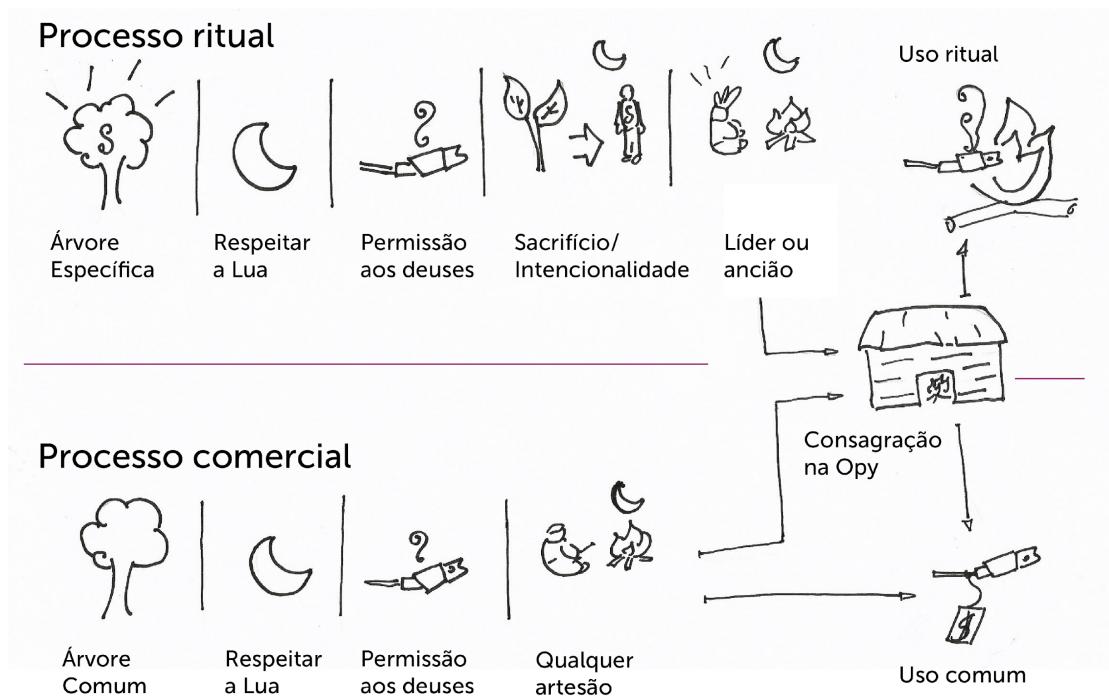 Processo ritual
Uso ritual
Árvore
Específica
Respeitar
a Lua
Permissão
aos deuses
Sacrifício/
Intencionalidade
Líder ou
ancião
Consagração
na Opy
Processo comercial
$
Árvore
Comum
Respeitar
a Lua
Permissão
aos deuses
Qualquer
artesão
Uso comum